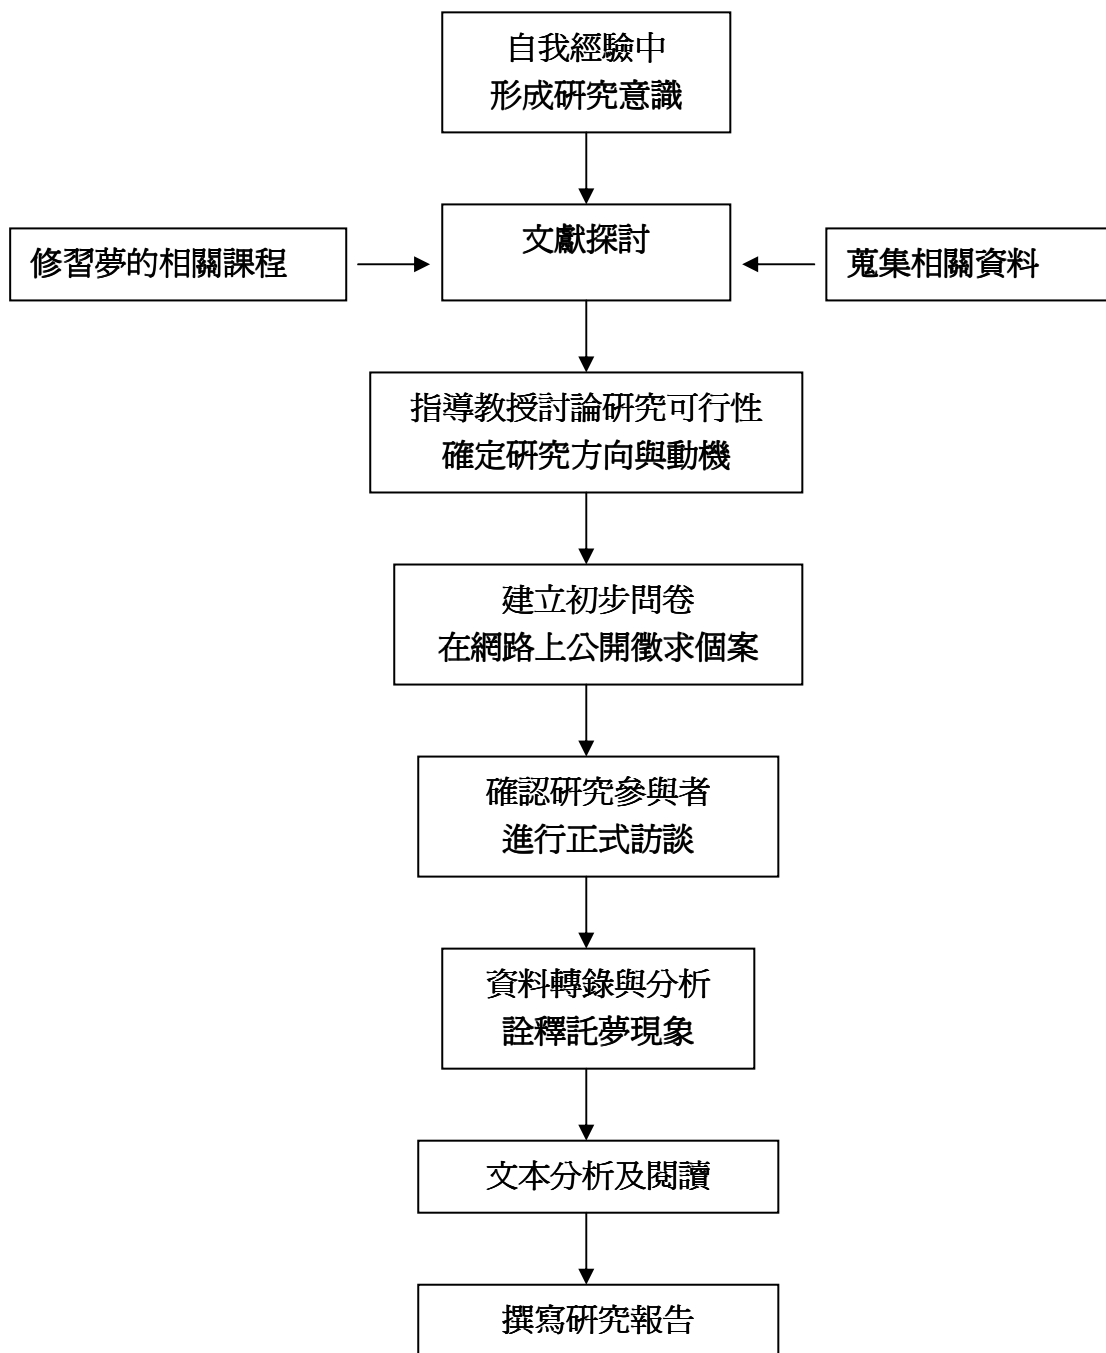 自我經驗中
形成研究意識
文獻探討
修習夢的相關課程
蒐集相關資料
指導教授討論研究可行性
確定研究方向與動機
建立初步問卷
在網路上公開徵求個案
確認研究參與者
進行正式訪談
資料轉錄與分析
詮釋託夢現象
文本分析及閱讀
撰寫研究報告